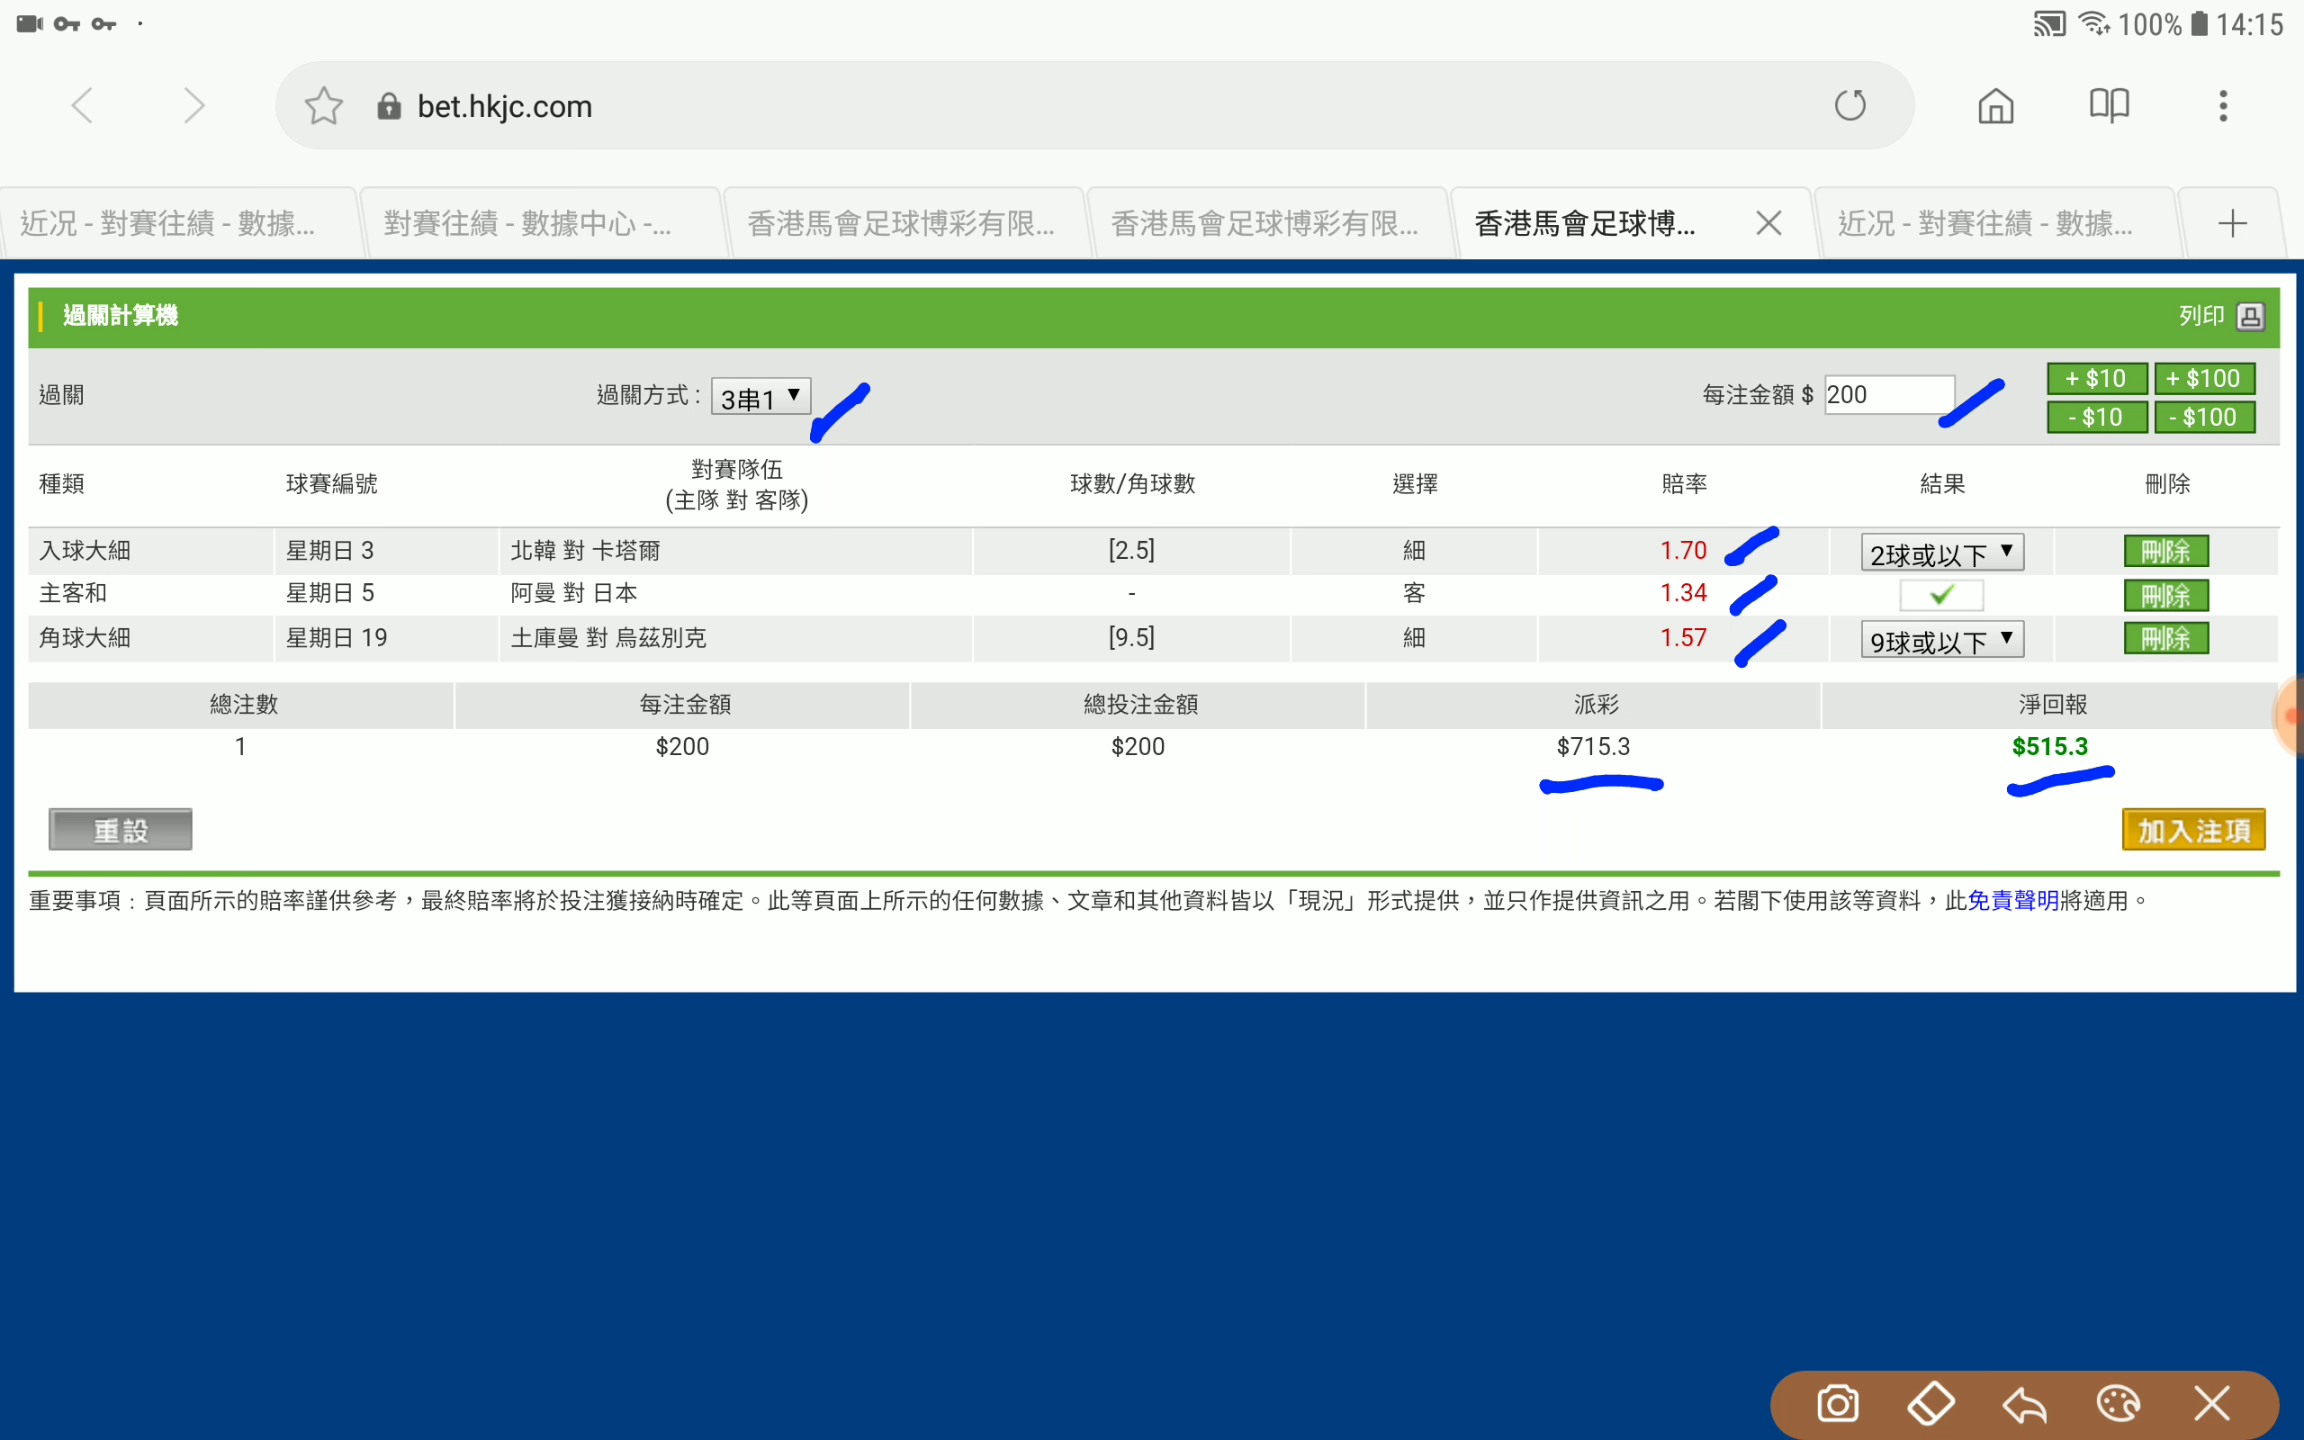 100% 14:15
bet.hkjc.com
近况 - 對賽往績 - 數據...
對賽往績 - 數據中心 -...
香港馬會足球博彩有限...
香港馬會足球博彩有限...
香港馬會足球博...
近况 - 對賽往績 - 數據...
過關計算機
列印
過關
過關方式 : 3串1
每注金額 $ 200
+ $10 + $100
- $10 - $100
種類 球賽編號 對賽隊伍 (主隊 對 客隊) 球數/角球數 選擇 賠率 結果 刪除
入球大細 星期日 3 北韓 對 卡塔爾 [2.5] 細 1.70 2球或以下 刪除
主客和 星期日 5 阿曼 對 日本 - 客 1.34 刪除
角球大細 星期日 19 土庫曼 對 烏茲別克 [9.5] 細 1.57 9球或以下 刪除
總注數 每注金額 總投注金額 派彩 淨回報
1 $200 $200 $715.3 $515.3
重設
加入注項
重要事項 : 頁面所示的賠率謹供參考，最終賠率將於投注獲接納時確定。此等頁面上所示的任何數據、文章和其他資料皆以「現況」形式提供，並只作提供資訊之用。若閣下使用該等資料，此免責聲明將適用。